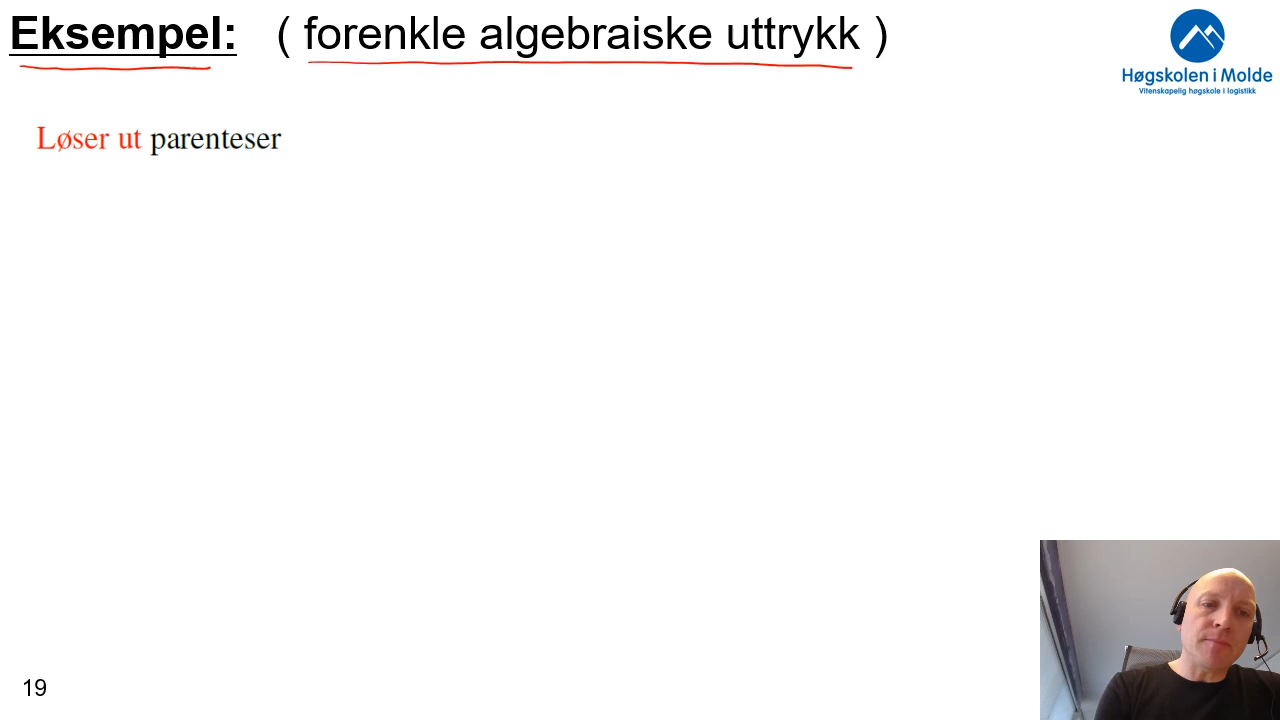 Eksempel: ( forenkle algebraiske uttrykk )
Høgskolen i Molde
Vitenskapelig høgskole i logistikk
Løser ut parenteser
19